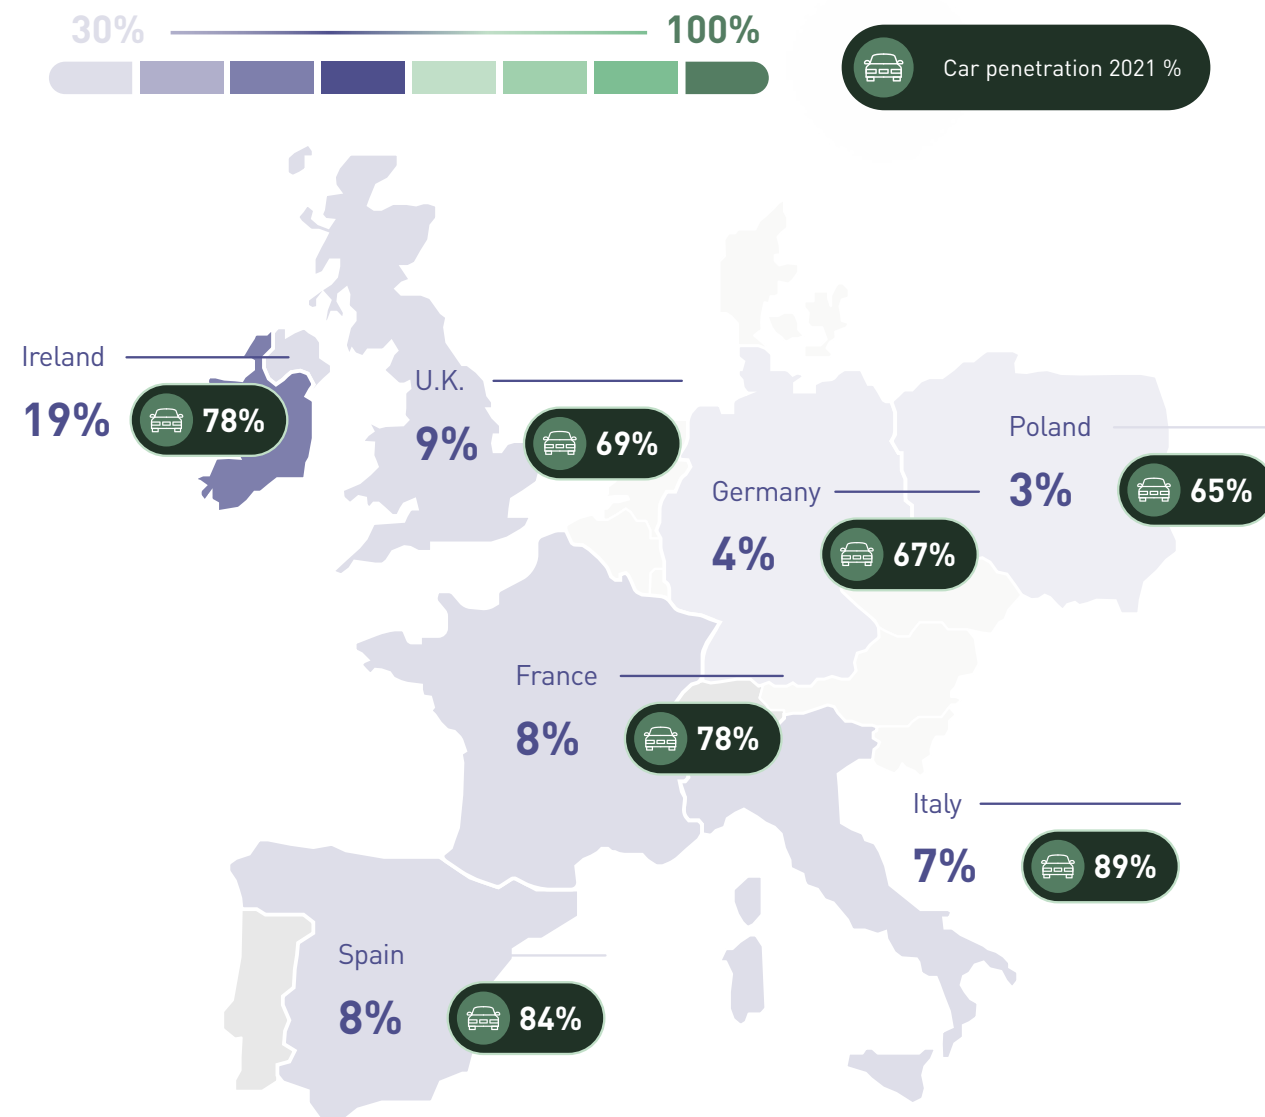 30%
100%
Car penetration 2021 %
Ireland
19%
78%
U.K.
9%
69%
Poland
3%
65%
Germany
4%
67%
France
8%
78%
Italy
7%
89%
Spain
8%
84%